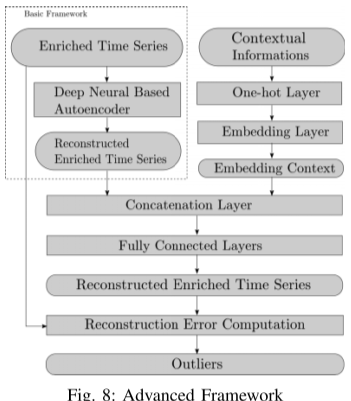 Basic Framework
Enriched Time Series
Deep Neural Based
Autoencoder
Reconstructed
Enriched Time Series
Contextual
Informations
One-hot Layer
Embedding Layer
Embedding Context
Concatenation Layer
Fully Connected Layers
Reconstructed Enriched Time Series
Reconstruction Error Computation
Outliers
Fig. 8: Advanced Framework